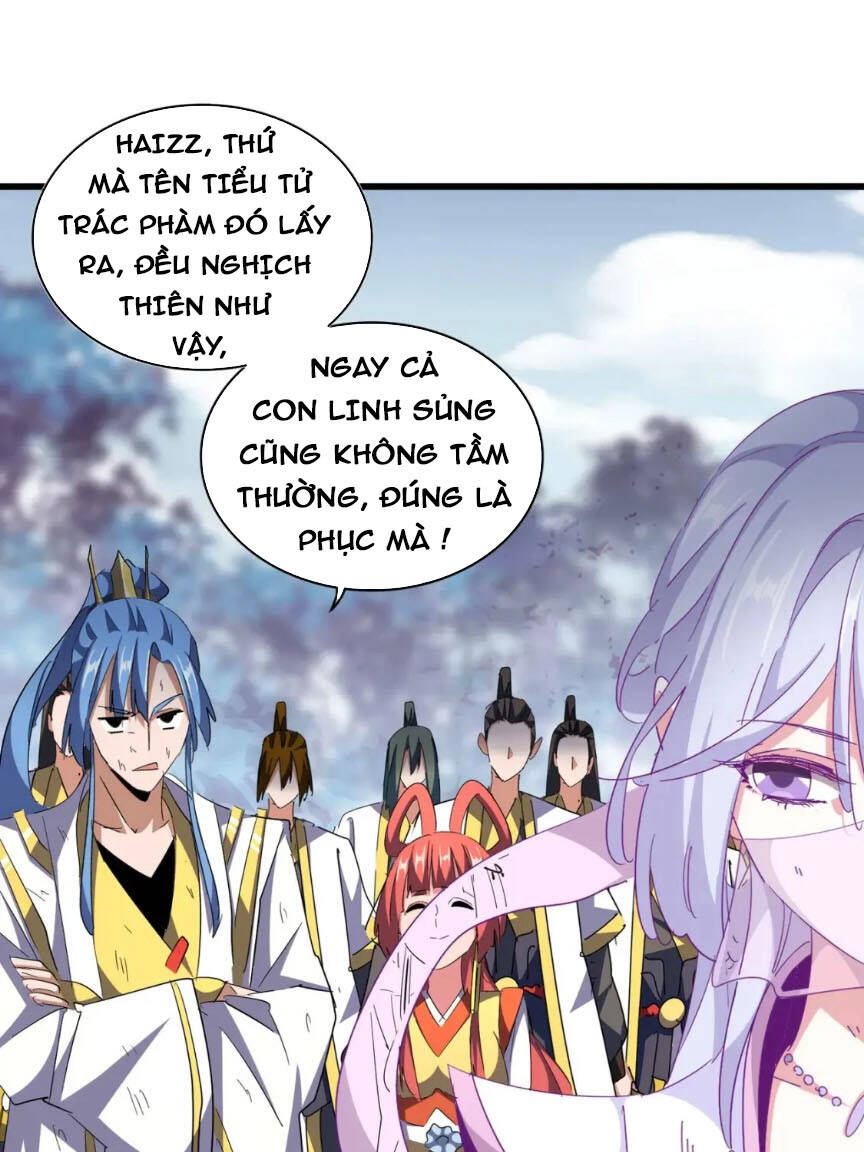 HAIZZ, THỨ
MÀ TÊN TIỂU TỬ
TRÁC PHÀM ĐÓ LẤY
RA, ĐỀU NGHỊCH
THIÊN NHƯ
VẬY,
NGAY CẢ
CON LINH SỦNG
CŨNG KHÔNG TẦM
THƯỜNG, ĐÚNG LÀ
PHỤC MÀ !